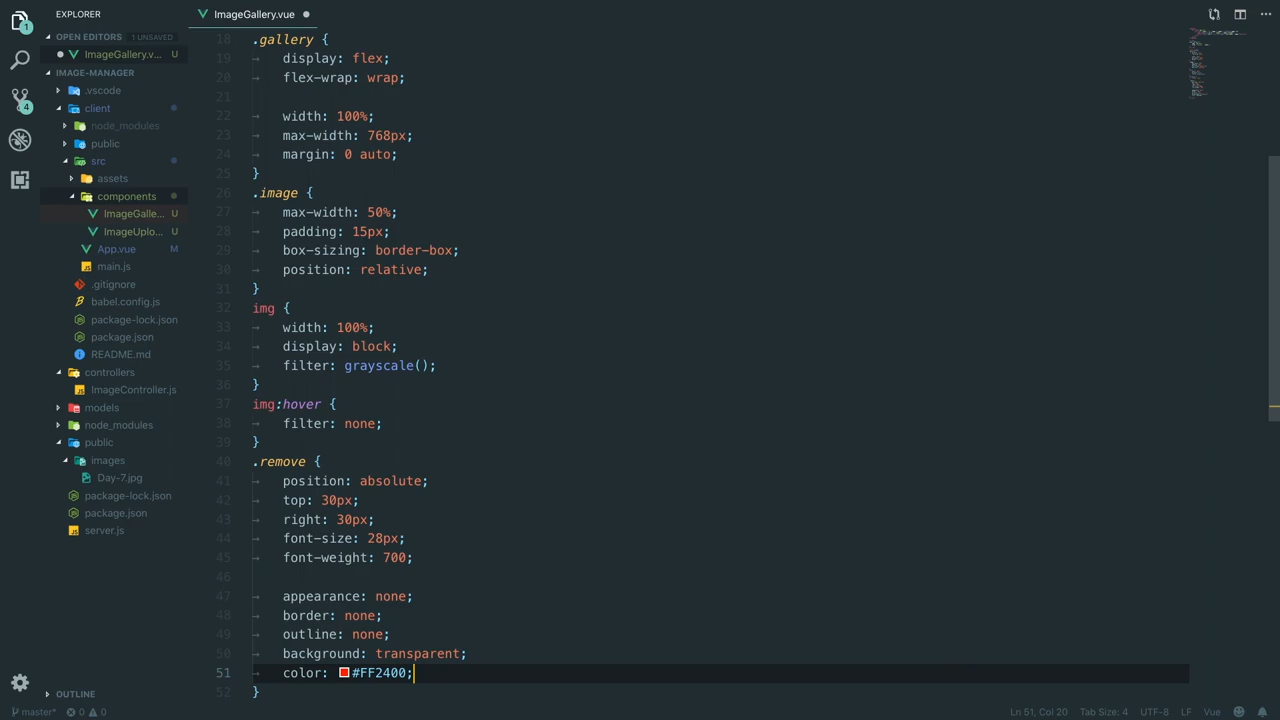 EXPLORER
ImageGallery.vue
OPEN EDITORS 1 UNSAVED
ImageGallery.v... U
IMAGE-MANAGER
.vscode
client
node_modules
public
src
assets
components
ImageGalle... U
ImageUplo... U
App.vue M
main.js
.gitignore
babel.config.js
package-lock.json
package.json
README.md
controllers
ImageController.js
models
node_modules
public
images
Day-7.jpg
package-lock.json
package.json
server.js
OUTLINE
1
4
18 .gallery {
19 display: flex;
20 flex-wrap: wrap;
21
22 width: 100%;
23 max-width: 768px;
24 margin: 0 auto;
25 }
26 .image {
27 max-width: 50%;
28 padding: 15px;
29 box-sizing: border-box;
30 position: relative;
31 }
32 img {
33 width: 100%;
34 display: block;
35 filter: grayscale();
36 }
37 img:hover {
38 filter: none;
39 }
40 .remove {
41 position: absolute;
42 top: 30px;
43 right: 30px;
44 font-size: 28px;
45 font-weight: 700;
46
47 appearance: none;
48 border: none;
49 outline: none;
50 background: transparent;
51 color: #FF2400;
52 }
master* 0 0
Ln 51, Col 20 Tab Size: 4 UTF-8 LF Vue